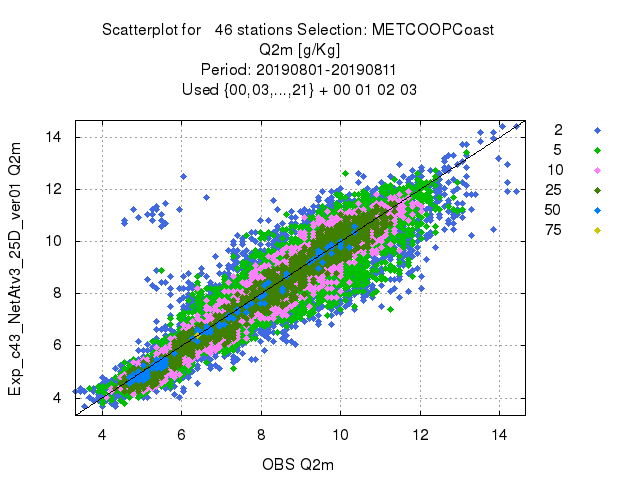 Scatterplot for 46 stations Selection: METCOOPCoast
Q2m [g/Kg]
Period: 20190801-20190811
Used {00,03,...,21} + 00 01 02 03
Exp_c43_NetAtv3_25D_ver01 Q2m
14
12
10
8
6
4
4 6 8 10 12 14
OBS Q2m
2
5
10
25
50
75